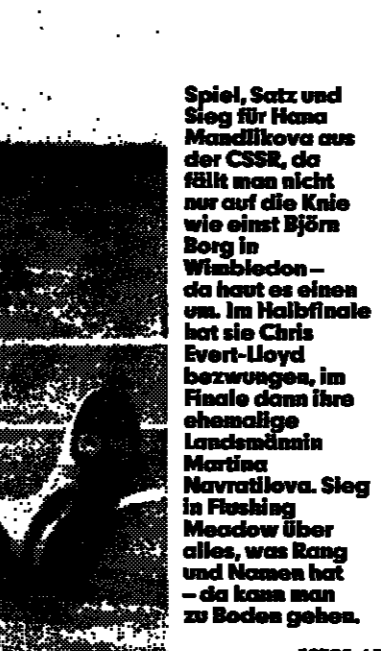 Spiel, Satz und
Sieg für Hana
Mandlikova aus
der CSSR, da
fällt man nicht
nur auf die Knie
wie einst Björn
Borg in
Wimbledon –
da haut es einen
um. Im Halbfinale
hat sie Chris
Evert-Lloyd
bezwungen, im
Finale dann ihre
ehemalige
Landsmännin
Martina
Navratilova. Sieg
in Flushing
Meadow über
alles, was Rang
und Namen hat
– da kann man
zu Boden gehen.